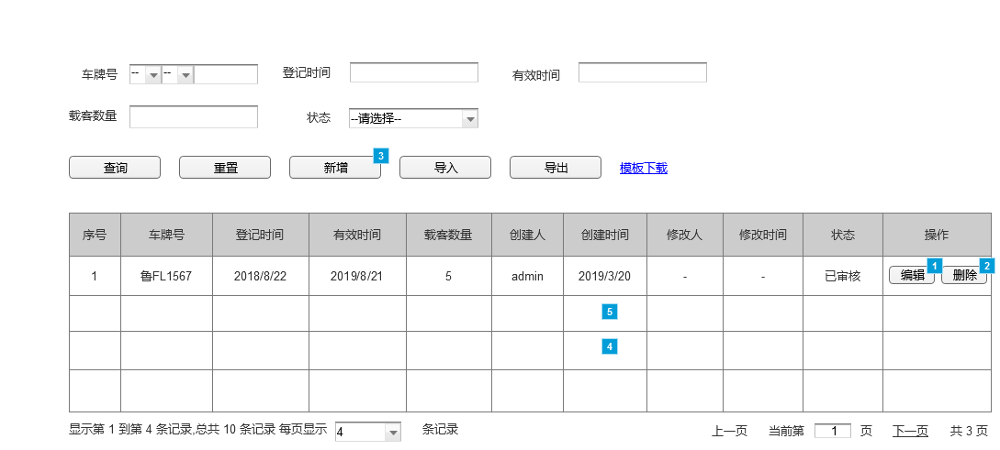 车牌号 -- -- 登记时间 有效时间
载客数量 状态 --请选择--
查询 重置 新增 3 导入 导出 模板下载
序号 车牌号 登记时间 有效时间 载客数量 创建人 创建时间 修改人 修改时间 状态 操作
1 鲁FL1567 2018/8/22 2019/8/21 5 admin 2019/3/20 - - 已审核 编辑 1 删除 2
5
4
显示第 1 到第 4 条记录,总共 10 条记录 每页显示 4 条记录 上一页 当前第 1 页 下一页 共 3 页